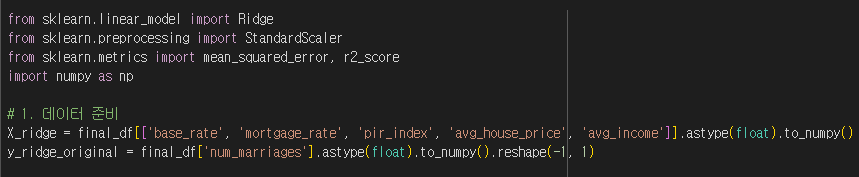 from sklearn.linear_model import Ridge
from sklearn.preprocessing import StandardScaler
from sklearn.metrics import mean_squared_error, r2_score
import numpy as np
# 1. 데이터 준비
X_ridge = final_df[['base_rate', 'mortgage_rate', 'pir_index', 'avg_house_price', 'avg_income']].astype(float).to_numpy()
y_ridge_original = final_df['num_marriages'].astype(float).to_numpy().reshape(-1, 1)